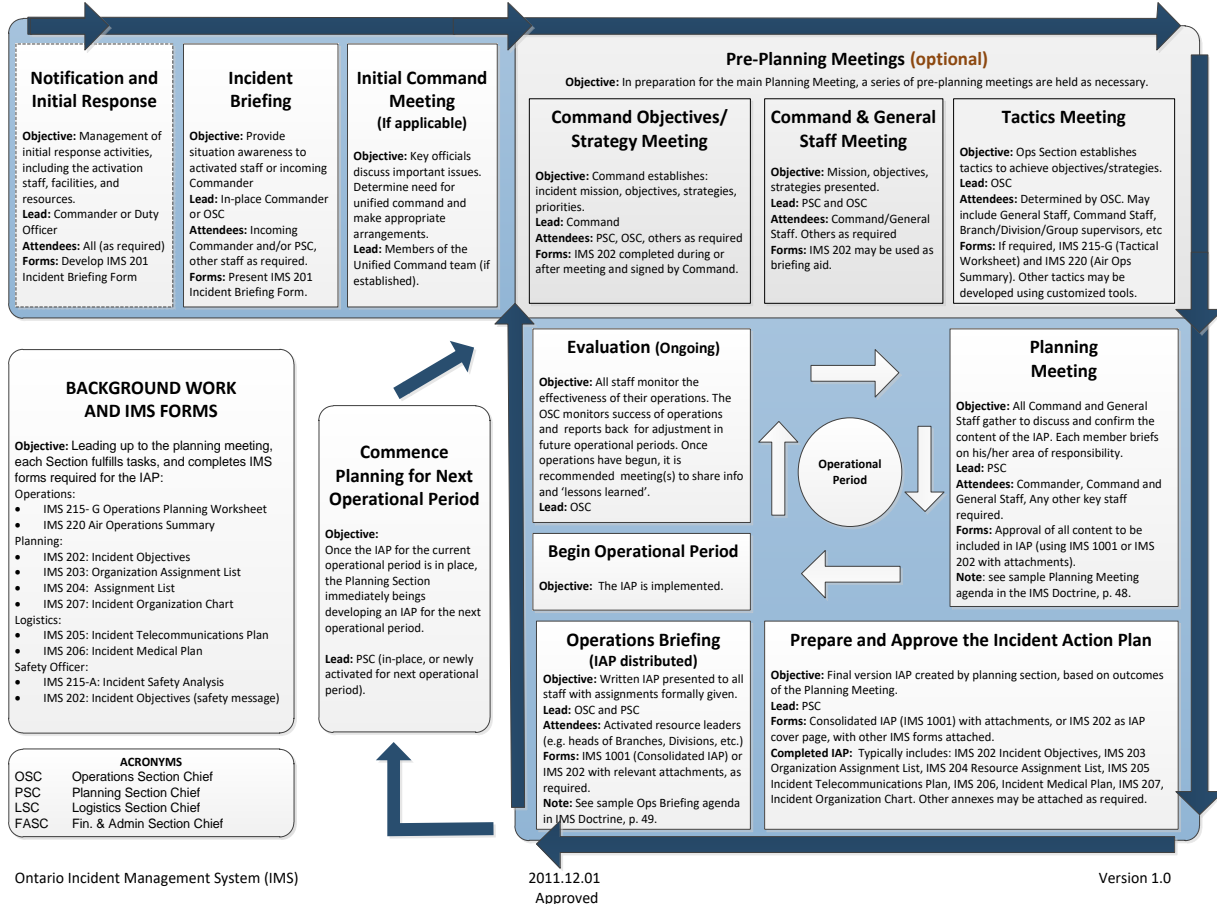 Notification and
Initial Response
Objective: Management of
initial response activities,
including the activation
staff, facilities, and
resources.
Lead: Commander or Duty
Officer
Attendees: All (as required)
Forms: Develop IMS 201
Incident Briefing Form
Incident
Briefing
Objective: Provide
situation awareness to
activated staff or incoming
Commander
Lead: In-place Commander
or OSC
Attendees: Incoming
Commander and/or PSC,
other staff as required.
Forms: Present IMS 201
Incident Briefing Form.
Initial Command
Meeting
(If applicable)
Objective: Key officials
discuss important issues.
Determine need for
unified command and
make appropriate
arrangements.
Lead: Members of the
Unified Command team (if
established).
Pre-Planning Meetings (optional)
Objective: In preparation for the main Planning Meeting, a series of pre-planning meetings are held as necessary.
Command Objectives/
Strategy Meeting
Objective: Command establishes:
incident mission, objectives, strategies,
priorities.
Lead: Command
Attendees: PSC, OSC, others as required
Forms: IMS 202 completed during or
after meeting and signed by Command.
Command & General
Staff Meeting
Objective: Mission, objectives,
strategies presented.
Lead: PSC and OSC
Attendees: Command/General
Staff. Others as required
Forms: IMS 202 may be used as
briefing aid.
Tactics Meeting
Objective: Ops Section establishes
tactics to achieve objectives/strategies.
Lead: OSC
Attendees: Determined by OSC. May
include General Staff, Command Staff,
Branch/Division/Group supervisors, etc
Forms: If required, IMS 215-G (Tactical
Worksheet) and IMS 220 (Air Ops
Summary). Other tactics may be
developed using customized tools.
BACKGROUND WORK
AND IMS FORMS
Objective: Leading up to the planning meeting,
each Section fulfills tasks, and completes IMS
forms required for the IAP:
Operations:
• IMS 215- G Operations Planning Worksheet
• IMS 220 Air Operations Summary
Planning:
• IMS 202: Incident Objectives
• IMS 203: Organization Assignment List
• IMS 204: Assignment List
• IMS 207: Incident Organization Chart
Logistics:
• IMS 205: Incident Telecommunications Plan
• IMS 206: Incident Medical Plan
Safety Officer:
• IMS 215-A: Incident Safety Analysis
• IMS 202: Incident Objectives (safety message)
ACRONYMS
OSC Operations Section Chief
PSC Planning Section Chief
LSC Logistics Section Chief
FASC Fin. & Admin Section Chief
Commence
Planning for Next
Operational Period
Objective:
Once the IAP for the current
operational period is in place,
the Planning Section
immediately beings
developing an IAP for the next
operational period.
Lead: PSC (in-place, or newly
activated for next operational
period).
Evaluation (Ongoing)
Objective: All staff monitor the
effectiveness of their operations. The
OSC monitors success of operations
and reports back for adjustment in
future operational periods. Once
operations have begun, it is
recommended meeting(s) to share info
and ‘lessons learned’.
Lead: OSC
Operational
Period
Planning
Meeting
Objective: All Command and General
Staff gather to discuss and confirm the
content of the IAP. Each member briefs
on his/her area of responsibility.
Lead: PSC
Attendees: Commander, Command and
General Staff, Any other key staff
required.
Forms: Approval of all content to be
included in IAP (using IMS 1001 or IMS
202 with attachments).
Note: see sample Planning Meeting
agenda in the IMS Doctrine, p. 48.
Begin Operational Period
Objective: The IAP is implemented.
Operations Briefing
(IAP distributed)
Objective: Written IAP presented to all
staff with assignments formally given.
Lead: OSC and PSC
Attendees: Activated resource leaders
(e.g. heads of Branches, Divisions, etc.)
Forms: IMS 1001 (Consolidated IAP) or
IMS 202 with relevant attachments, as
required.
Note: See sample Ops Briefing agenda
in IMS Doctrine, p. 49.
Prepare and Approve the Incident Action Plan
Objective: Final version IAP created by planning section, based on outcomes
of the Planning Meeting.
Lead: PSC
Forms: Consolidated IAP (IMS 1001) with attachments, or IMS 202 as IAP
cover page, with other IMS forms attached.
Completed IAP: Typically includes: IMS 202 Incident Objectives, IMS 203
Organization Assignment List, IMS 204 Resource Assignment List, IMS 205
Incident Telecommunications Plan, IMS 206, Incident Medical Plan, IMS 207,
Incident Organization Chart. Other annexes may be attached as required.
Ontario Incident Management System (IMS)
2011.12.01
Approved
Version 1.0